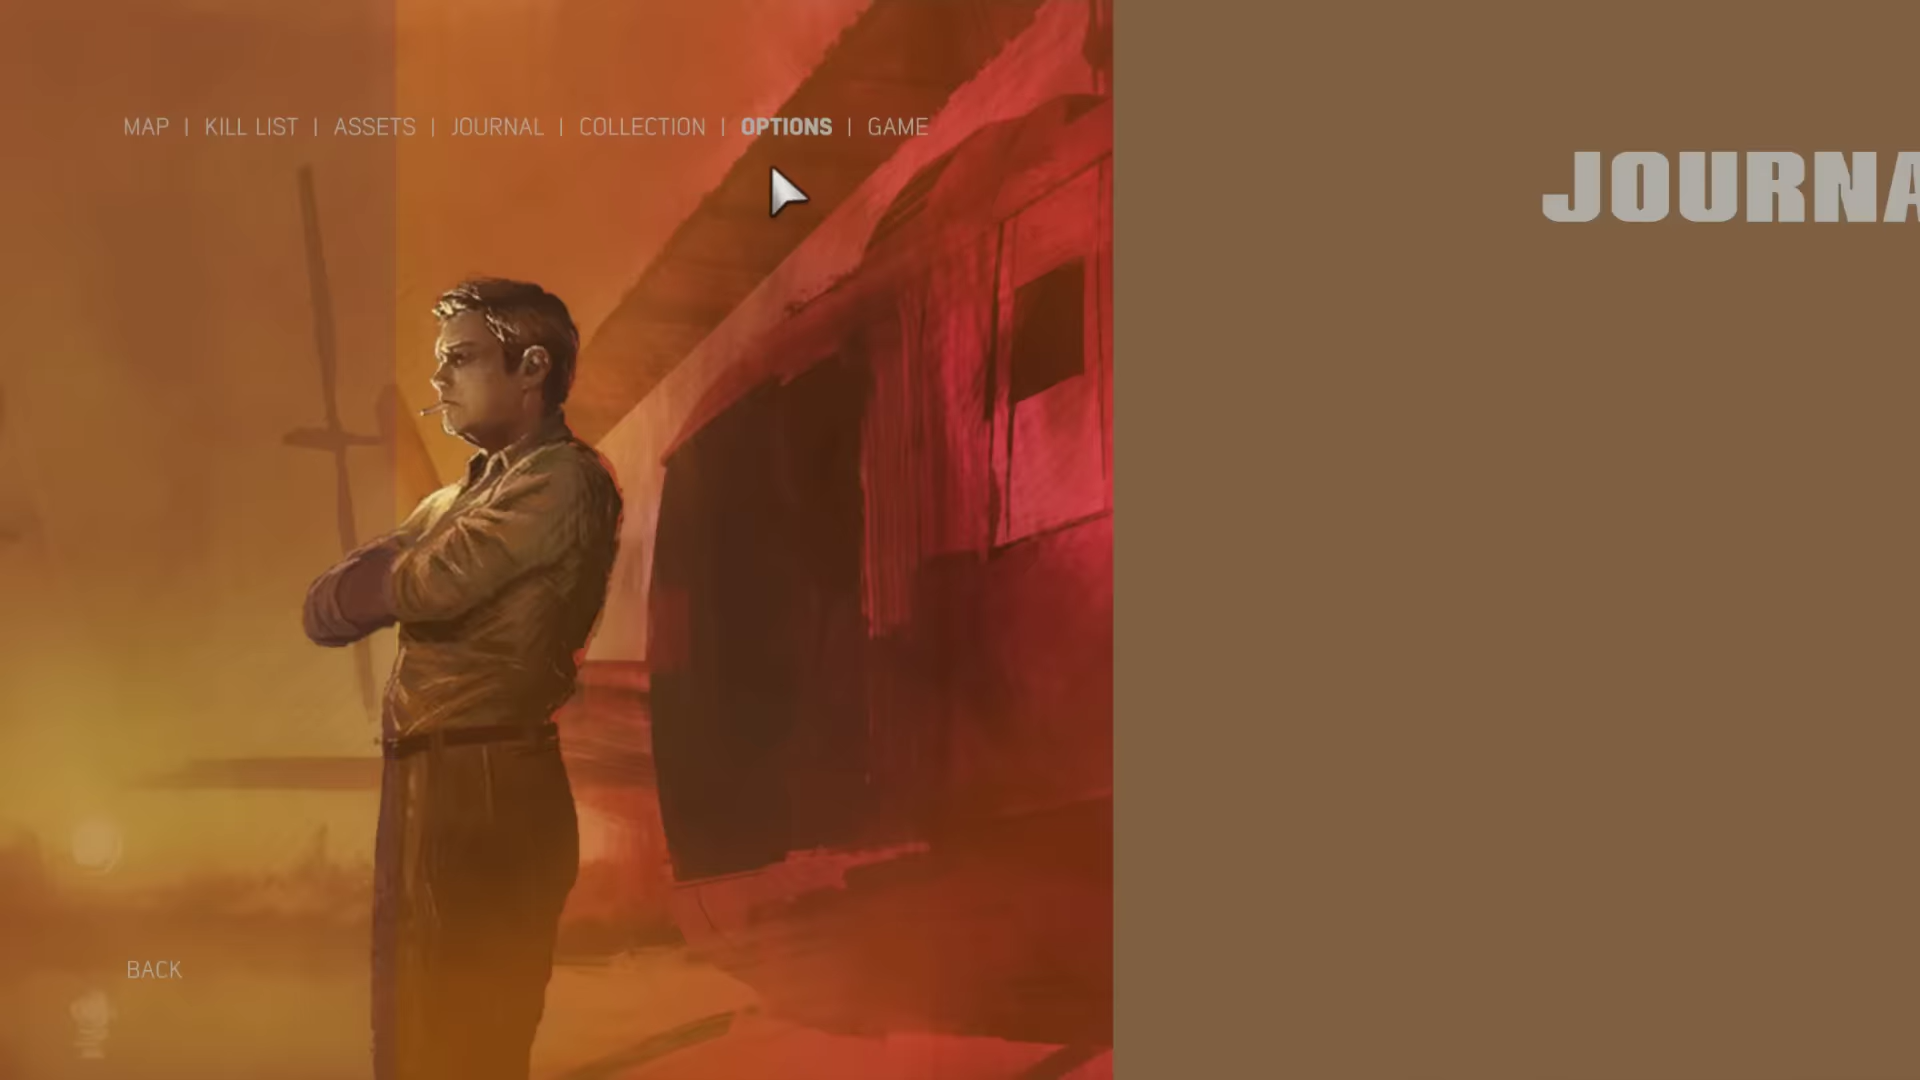 MAP | KILL LIST | ASSETS | JOURNAL | COLLECTION | OPTIONS | GAME
JOURNA
BACK